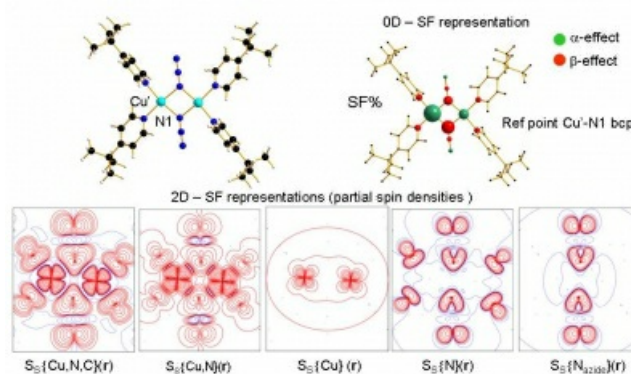 0D – SF representation
α-effect
β-effect
Cu'
N1
SF%
Ref point Cu'-N1 bcp
2D – SF representations (partial spin densities )
S_S{Cu,N,C}(r)
S_S{Cu,N}(r)
S_S{Cu} (r)
S_S{N}(r)
S_S{N_azide}(r)